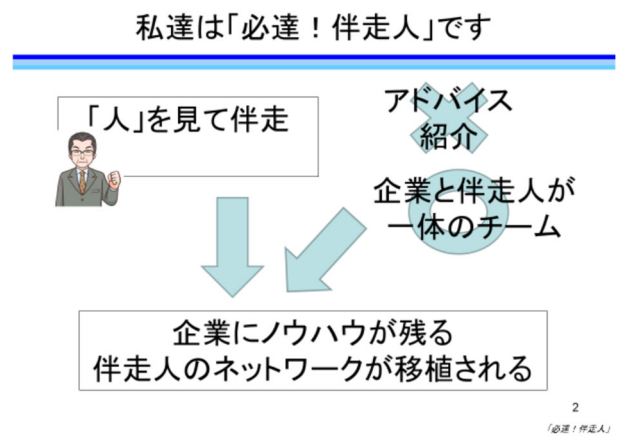 私達は「必達！伴走人」です
「人」を見て伴走
アドバイス
紹介
企業と伴走人が
一体のチーム
企業にノウハウが残る
伴走人のネットワークが移植される
2
「必達！伴走人」